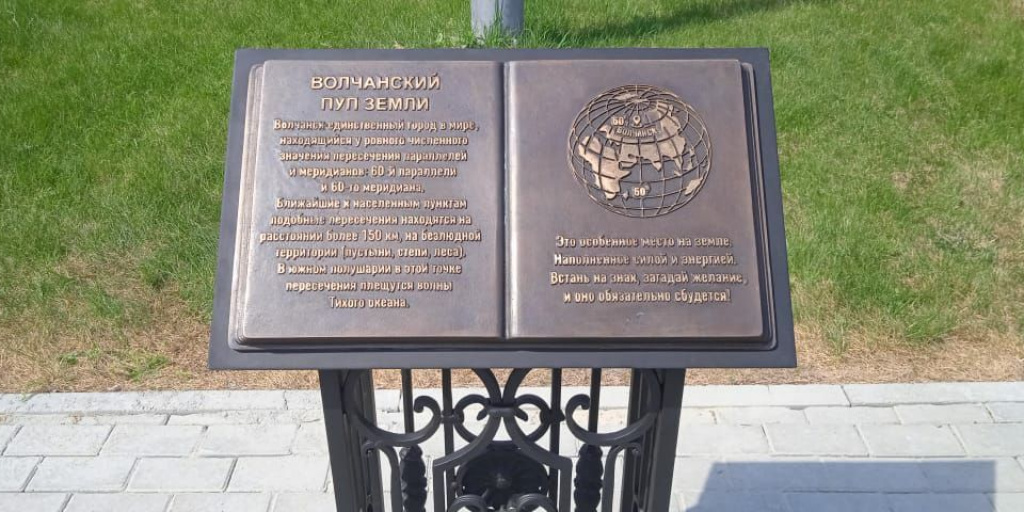 ВОЛЧАНСКИЙ
ПУП ЗЕМЛИ
Волчанск-единственный город в мире,
находящийся у ровного численного
значения пересечения параллелей
и меридианов: 60-й параллели
и 60-го меридиана.
Ближайшие к населенным пунктам
подобные пересечения находятся на
расстоянии более 150 км, на безлюдной
территории (пустыни, степи, леса).
В южном полушарии в этой точке
пересечения плещутся волны
Тихого океана.
60°
ВОЛЧАНСК
60°
Это особенное место на земле,
Наполненное силой и энергией.
Встань на знак, загадай желание,
и оно обязательно сбудется!